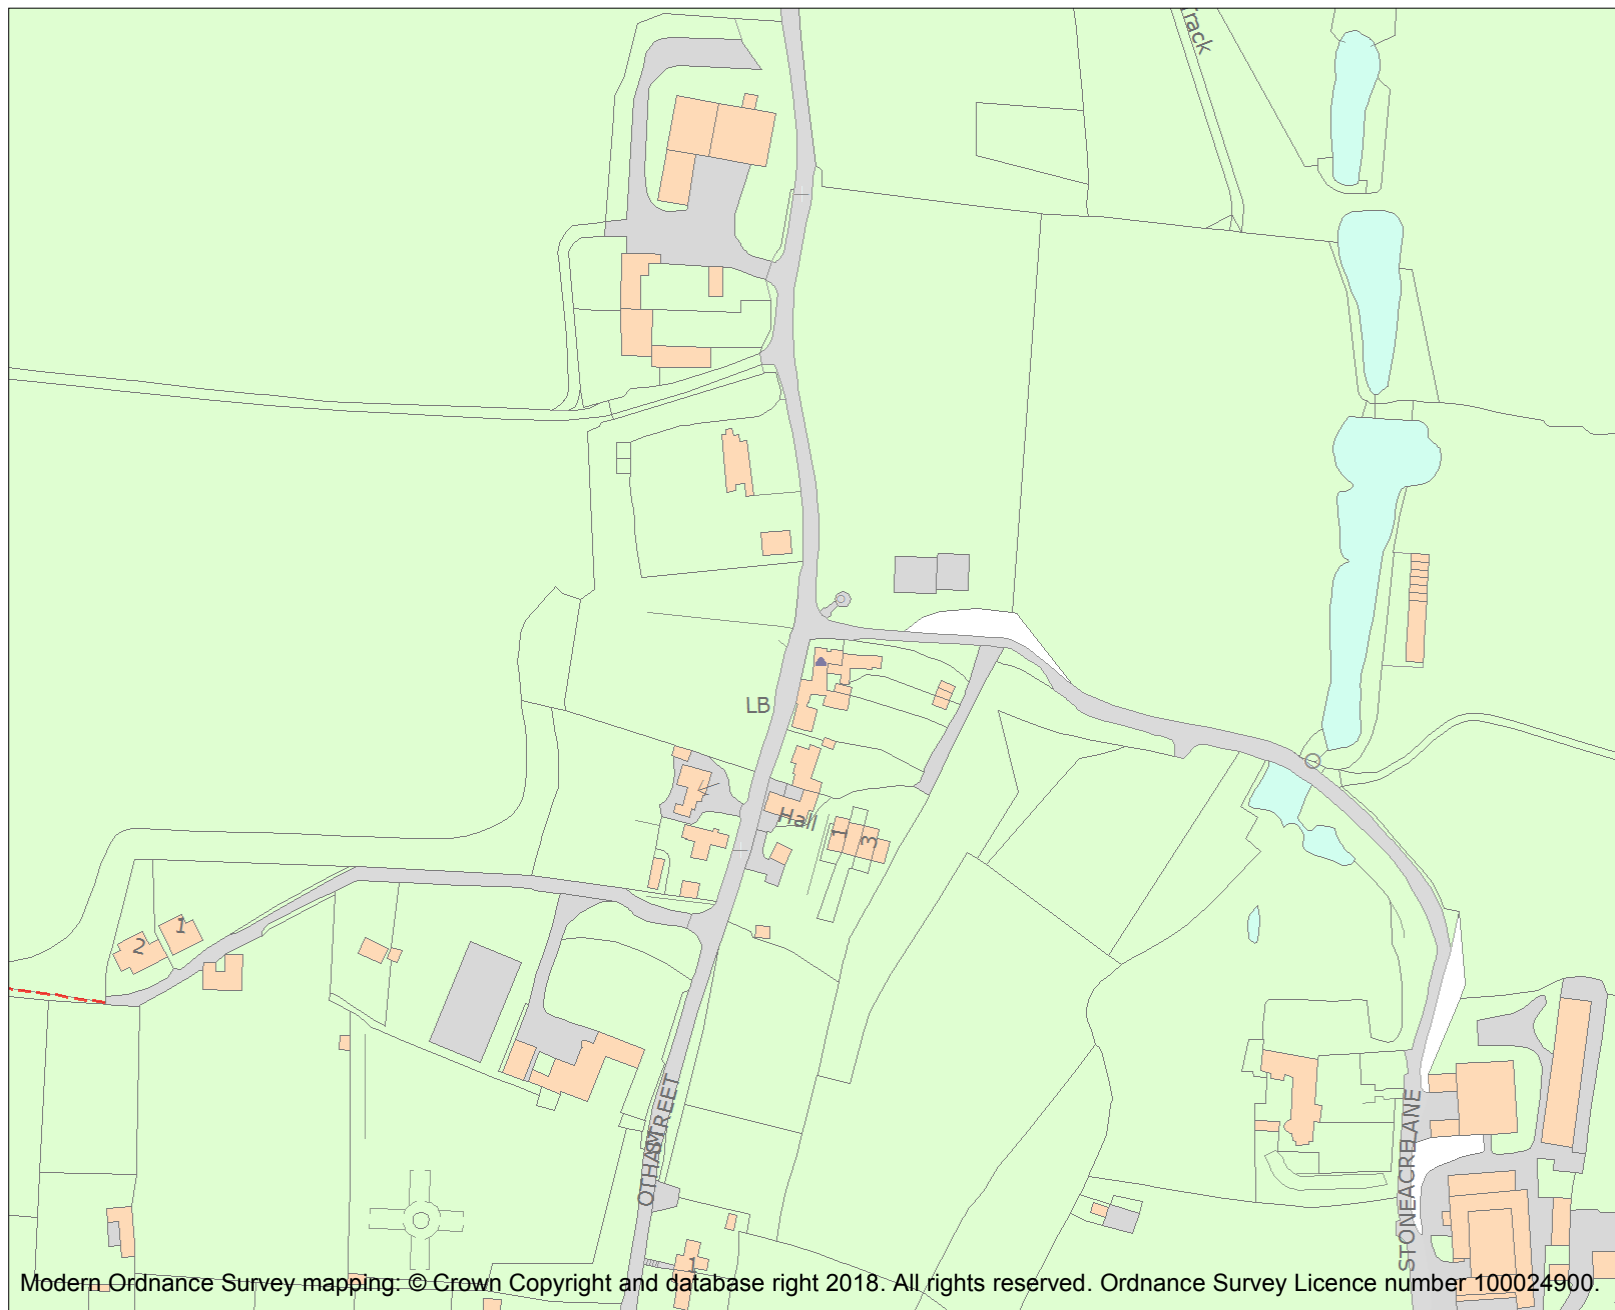 Track
LB
Hall
1
3
1
2
OTHAM
STREET
STONEACRE LANE
1
Modern Ordnance Survey mapping: © Crown Copyright and database right 2018. All rights reserved. Ordnance Survey Licence number 100024900.